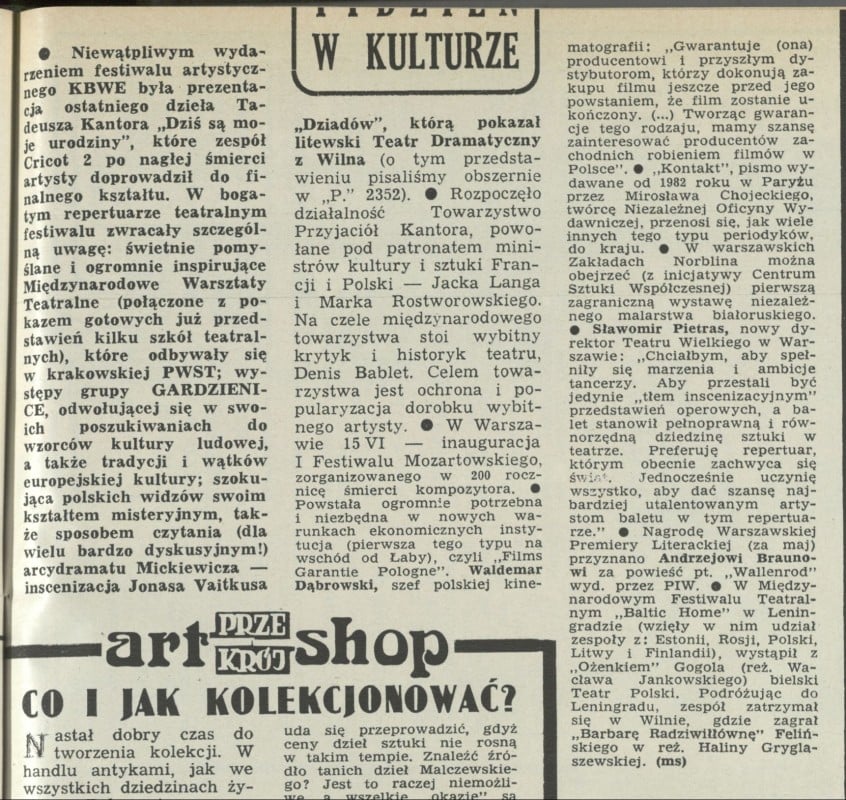 TYDZIEŃ
W KULTURZE
● Niewątpliwym wyda-
rzeniem festiwalu artystycz-
nego KBWE była prezenta-
cja ostatniego dzieła Ta-
deusza Kantora „Dziś są mo-
je urodziny”, które zespół
Cricot 2 po nagłej śmierci
artysty doprowadził do fi-
nalnego kształtu. W boga-
tym repertuarze teatralnym
festiwalu zwracały szczegól-
ną uwagę: świetnie pomy-
ślane i ogromnie inspirujące
Międzynarodowe Warsztaty
Teatralne (połączone z po-
kazem gotowych już przed-
stawień kilku szkół teatral-
nych), które odbywały się
w krakowskiej PWST; wy-
stępy grupy GARDZIENI-
CE, odwołującej się w swo-
ich poszukiwaniach do
wzorców kultury ludowej,
a także tradycji i wątków
europejskiej kultury; szoku-
jąca polskich widzów swoim
kształtem misteryjnym, tak-
że sposobem czytania (dla
wielu bardzo dyskusyjnym!)
arcydramatu Mickiewicza —
inscenizacja Jonasa Vaitkusa
„Dziadów”, którą pokazał
litewski Teatr Dramatyczny
z Wilna (o tym przedsta-
wieniu pisaliśmy obszernie
w „P.” 2352). ● Rozpoczęło
działalność Towarzystwo
Przyjaciół Kantora, powo-
łane pod patronatem mini-
strów kultury i sztuki Fran-
cji i Polski — Jacka Langa
i Marka Rostworowskiego.
Na czele międzynarodowego
towarzystwa stoi wybitny
krytyk i historyk teatru,
Denis Bablet. Celem towa-
rzystwa jest ochrona i po-
pularyzacja dorobku wybit-
nego artysty. ● W Warsza-
wie 15 VI — inauguracja
I Festiwalu Mozartowskiego,
zorganizowanego w 200 rocz-
nicę śmierci kompozytora. ●
Powstała ogromnie potrzebna
i niezbędna w nowych wa-
runkach ekonomicznych insty-
tucja (pierwsza tego typu na
wschód od Łaby), czyli „Films
Garantie Pologne”. Waldemar
Dąbrowski, szef polskiej kine-
matografii: „Gwarantuje (ona)
producentowi i przyszłym dy-
stybutorom, którzy dokonują za-
kupu filmu jeszcze przed jego
powstaniem, że film zostanie u-
kończony. (...) Tworząc gwaran-
cje tego rodzaju, mamy szansę
zainteresować producentów za-
chodnich robieniem filmów w
Polsce”. ● „Kontakt”, pismo wy-
dawane od 1982 roku w Paryżu
przez Mirosława Chojeckiego,
twórcę Niezależnej Oficyny Wy-
dawniczej, przenosi się, jak wiele
innych tego typu periodyków,
do kraju. ● W warszawskich
Zakładach Norblina można
obejrzeć (z inicjatywy Centrum
Sztuki Współczesnej) pierwszą
zagraniczną wystawę niezależ-
nego malarstwa białoruskiego.
● Sławomir Pietras, nowy dy-
rektor Teatru Wielkiego w War-
szawie: „Chciałbym, aby speł-
niły się marzenia i ambicje
tancerzy. Aby przestali być
jedynie „tłem inscenizacyjnym”
przedstawień operowych, a ba-
let stanowił pełnoprawną i rów-
norzędną dziedzinę sztuki w
teatrze. Preferuję repertuar,
którym obecnie zachwyca się
świat. Jednocześnie uczynię
wszystko, aby dać szansę naj-
bardziej utalentowanym arty-
stom baletu w tym repertua-
rze.” ● Nagrodę Warszawskiej
Premiery Literackiej (za maj)
przyznano Andrzejowi Brauno-
wi za powieść pt. „Wallenrod”
wyd. przez PIW. ● W Między-
narodowym Festiwalu Teatral-
nym „Baltic Home” w Lenin-
gradzie (wzięły w nim udział
zespoły z: Estonii, Rosji, Polski,
Litwy i Finlandii), wystąpił z
„Ożenkiem” Gogola (reż. Wa-
cława Jankowskiego) bielski
Teatr Polski. Podróżując do
Leningradu, zespół zatrzymał
się w Wilnie, gdzie zagrał
„Barbarę Radziwiłłównę” Feliń-
skiego w reż. Haliny Grygla-
szewskiej. (ms)
art PRZEKRÓJ shop
CO I JAK KOLEKCJONOWAĆ?
Nastał dobry czas do
tworzenia kolekcji. W
handlu antykami, jak we
wszystkich dziedzinach ży-
uda się przeprowadzić, gdyż
ceny dzieł sztuki nie rosną
w takim tempie. Znaleźć źró-
dło tanich dzieł Malczewskie-
go? Jest to raczej niemożli-
we, a wszelkie „okazje” są